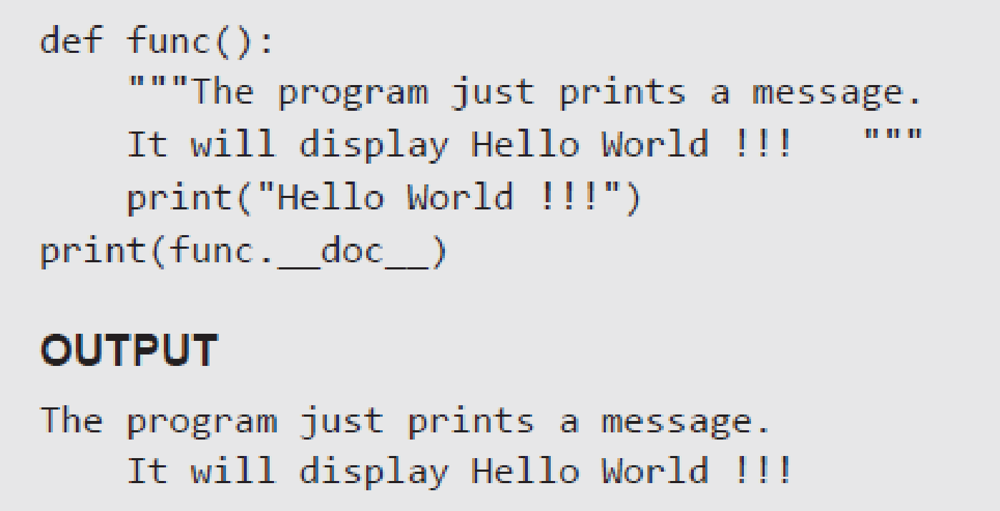 def func():
    """The program just prints a message.
    It will display Hello World !!!   """
    print("Hello World !!!")
print(func.__doc__)
OUTPUT
The program just prints a message.
    It will display Hello World !!!